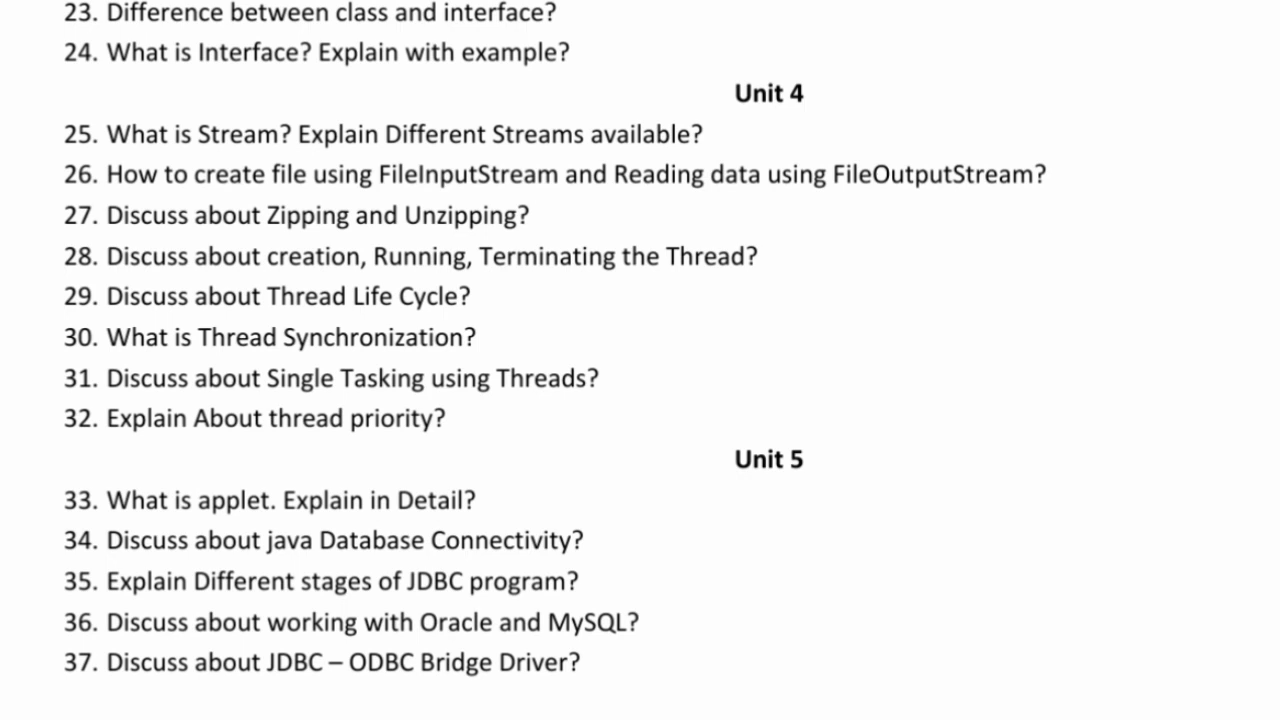 23. Difference between class and interface?
24. What is Interface? Explain with example?
Unit 4
25. What is Stream? Explain Different Streams available?
26. How to create file using FileInputStream and Reading data using FileOutputStream?
27. Discuss about Zipping and Unzipping?
28. Discuss about creation, Running, Terminating the Thread?
29. Discuss about Thread Life Cycle?
30. What is Thread Synchronization?
31. Discuss about Single Tasking using Threads?
32. Explain About thread priority?
Unit 5
33. What is applet. Explain in Detail?
34. Discuss about java Database Connectivity?
35. Explain Different stages of JDBC program?
36. Discuss about working with Oracle and MySQL?
37. Discuss about JDBC – ODBC Bridge Driver?